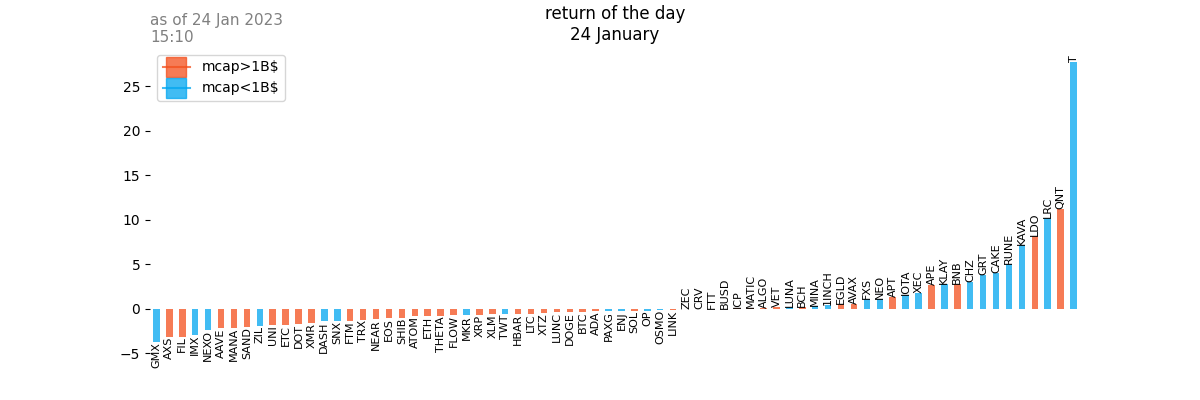 as of 24 Jan 2023
15:10
return of the day
24 January
mcap>1B$
mcap<1B$
25
20
15
10
5
0
−5
GMX
AXS
FIL
IMX
NEXO
AAVE
MANA
SAND
ZIL
UNI
ETC
DOT
XMR
DASH
SNX
FTM
TRX
NEAR
EOS
SHIB
ATOM
ETH
THETA
FLOW
MKR
XRP
XLM
TWT
HBAR
LTC
XTZ
LUNC
DOGE
BTC
ADA
PAXG
ENJ
SOL
OP
OSMO
LINK
ZEC
CRV
FTT
BUSD
ICP
MATIC
ALGO
VET
LUNA
BCH
MINA
1INCH
EGLD
AVAX
FXS
NEO
APT
IOTA
XEC
APE
KLAY
BNB
CHZ
GRT
CAKE
RUNE
KAVA
LDO
LRC
QNT
T